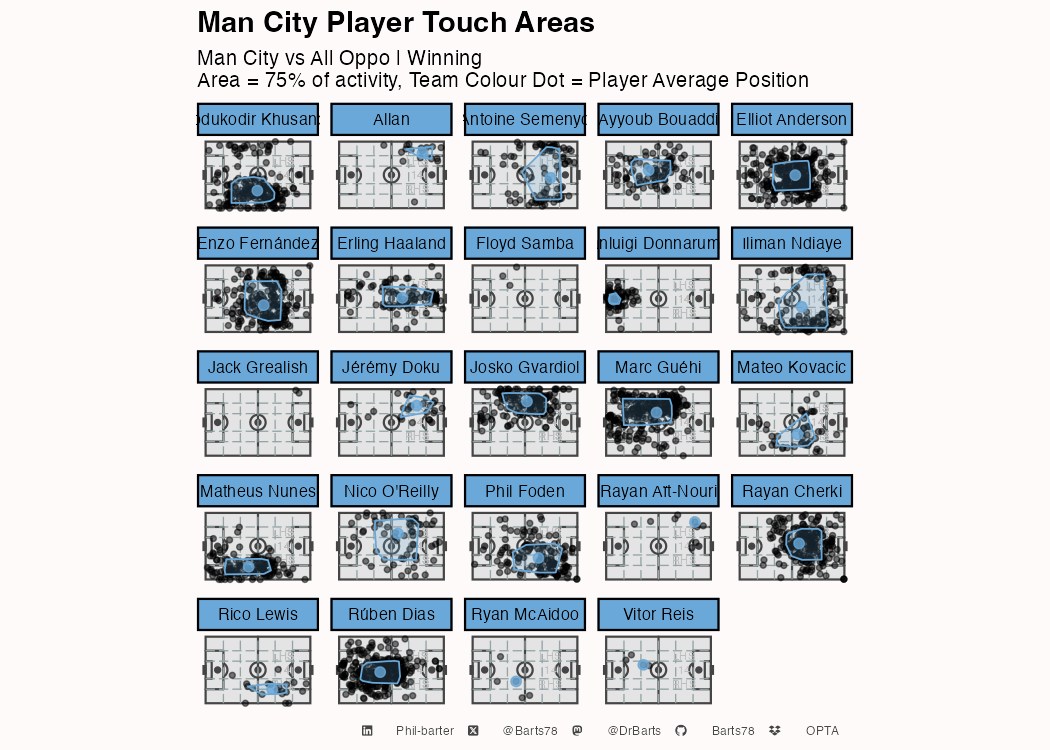 Man City Player Touch Areas
Man City vs All Oppo | Winning
Area = 75% of activity, Team Colour Dot = Player Average Position
dukodir Khusan Allan Antoine Semenyo Ayyoub Bouaddi Elliot Anderson
Enzo Fernández Erling Haaland Floyd Samba nluigi Donnarum Iliman Ndiaye
Jack Grealish Jérémy Doku Josko Gvardiol Marc Guéhi Mateo Kovacic
Matheus Nunes Nico O'Reilly Phil Foden Rayan Aït-Nouri Rayan Cherki
Rico Lewis Rúben Dias Ryan McAidoo Vitor Reis
Phil-barter @Barts78 @DrBarts Barts78 OPTA